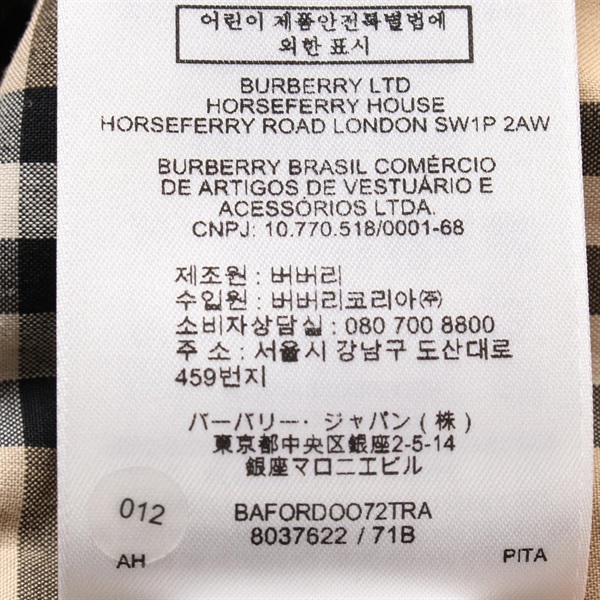 어린이 제품안전특별법에
의한 표시
BURBERRY LTD
HORSEFERRY HOUSE
HORSEFERRY ROAD LONDON SW1P 2AW
BURBERRY BRASIL COMÉRCIO
DE ARTIGOS DE VESTUÁRIO E
ACESSÓRIOS LTDA.
CNPJ: 10.770.518/0001-68
제조원 : 버버리
수입원 : 버버리코리아㈜
소비자상담실 : 080 700 8800
주 소 : 서울시 강남구 도산대로
459번지
バーバリー・ジャパン ( 株 )
東京都中央区銀座2-5-14
銀座マロニエビル
012
BAFORDOO72TRA
8037622 / 71B
AH
PITA